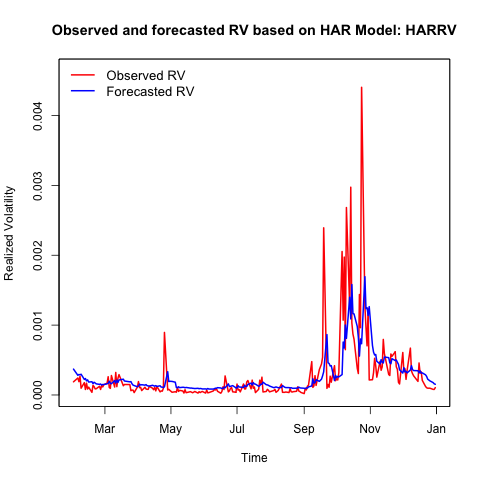 Observed and forecasted RV based on HAR Model: HARRV
Observed RV
Forecasted RV
Realized Volatility
0.004
0.003
0.002
0.001
0.000
Mar May Jul Sep Nov Jan
Time